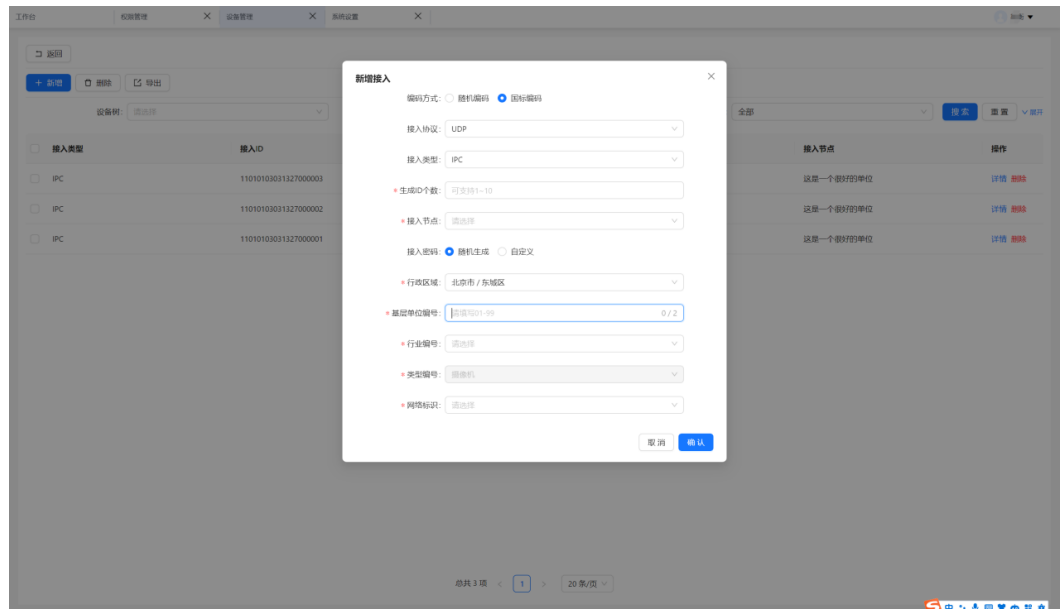 工作台 权限管理 设备管理 系统设置
返回
新增 删除 导出
设备树: 请选择 全部 搜索 重置 展开
接入类型 接入ID 接入节点 操作
IPC 11010103031327000003 这是一个很好的单位 详情 删除
IPC 11010103031327000002 这是一个很好的单位 详情 删除
IPC 11010103031327000001 这是一个很好的单位 详情 删除
总共 3 项 < 1 > 20 条/页
新增接入
编码方式: 随机编码 国标编码
接入协议: UDP
接入类型: IPC
* 生成ID个数: 可支持1~10
* 接入节点: 请选择
接入密码: 随机生成 自定义
* 行政区域: 北京市 / 东城区
* 基层单位编号: 请填写01-99 0 / 2
* 行业编号: 请选择
* 类型编号: 摄像机
* 网络标识: 请选择
取消 确认